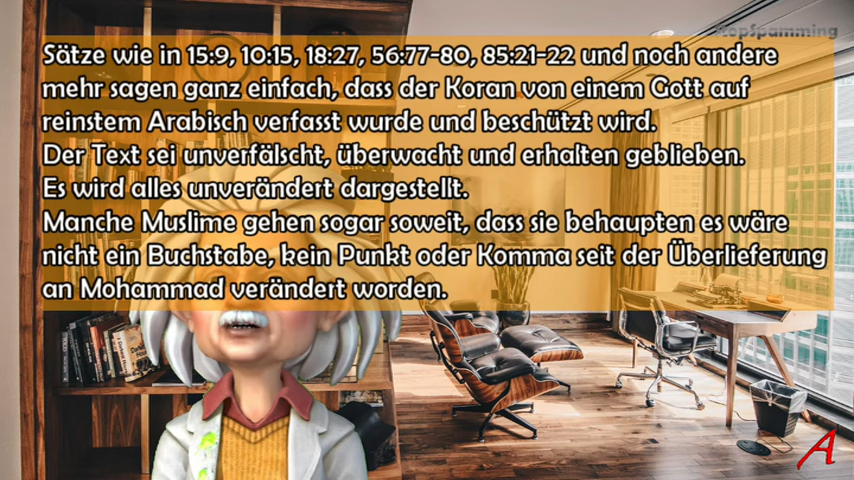 TopSpamming
Sätze wie in 15:9, 10:15, 18:27, 56:77-80, 85:21-22 und noch andere
mehr sagen ganz einfach, dass der Koran von einem Gott auf
reinstem Arabisch verfasst wurde und beschützt wird.
Der Text sei unverfälscht, überwacht und erhalten geblieben.
Es wird alles unverändert dargestellt.
Manche Muslime gehen sogar soweit, dass sie behaupten es wäre
nicht ein Buchstabe, kein Punkt oder Komma seit der Überlieferung
an Mohammad verändert worden.
A